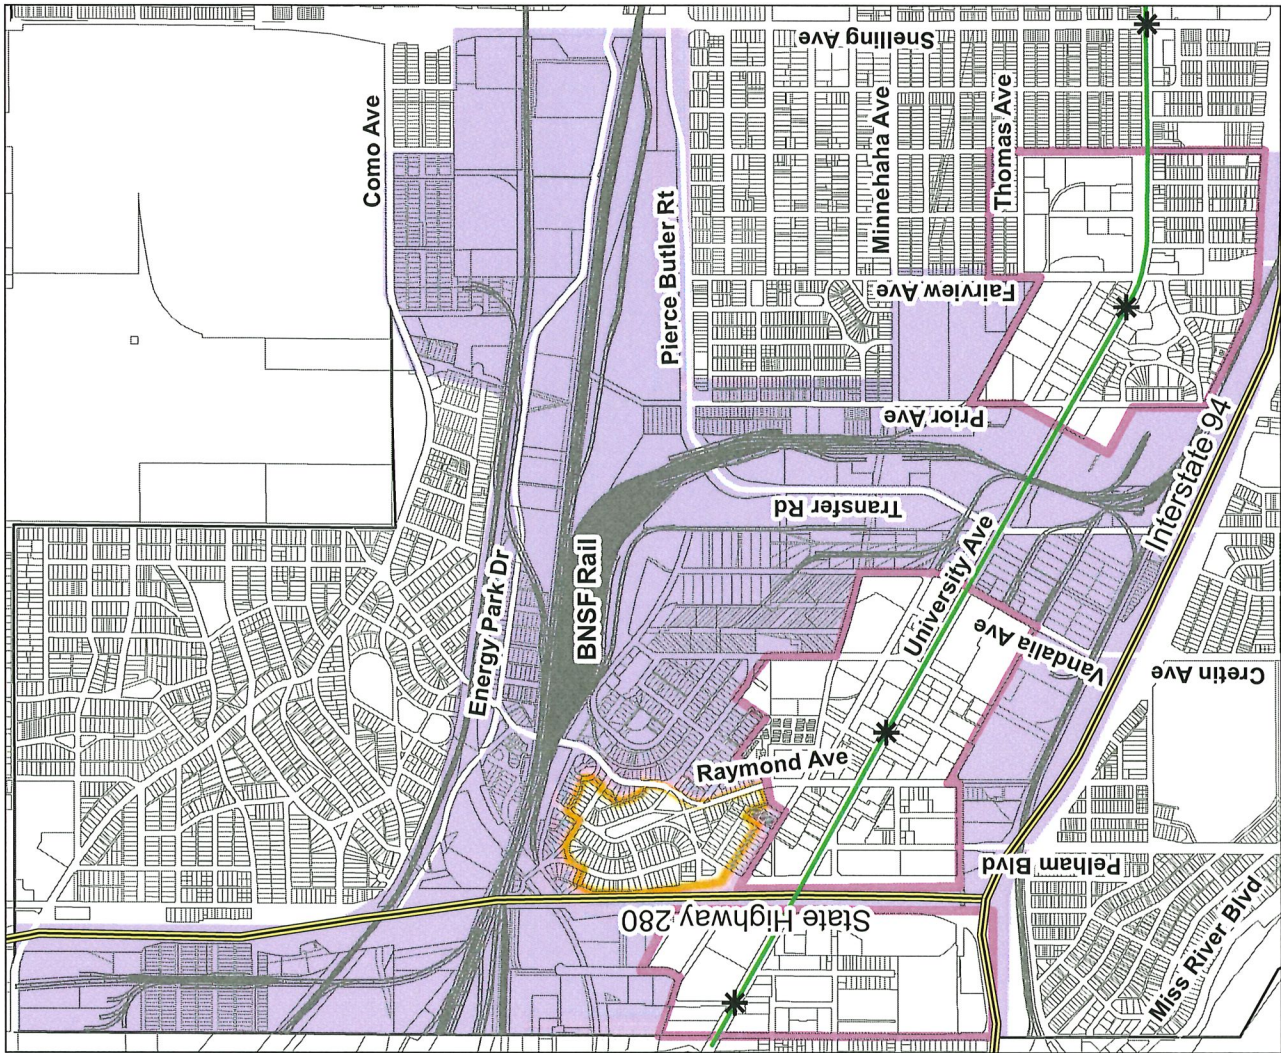 Snelling Ave
Como Ave
Minnehaha Ave
Thomas Ave
Pierce Butler Rt
Fairview Ave
Prior Ave
Interstate 94
Transfer Rd
University Ave
BNSF Rail
Energy Park Dr
Vandalia Ave
Cretin Ave
Raymond Ave
Pelham Blvd
State Highway 280
Miss River Blvd